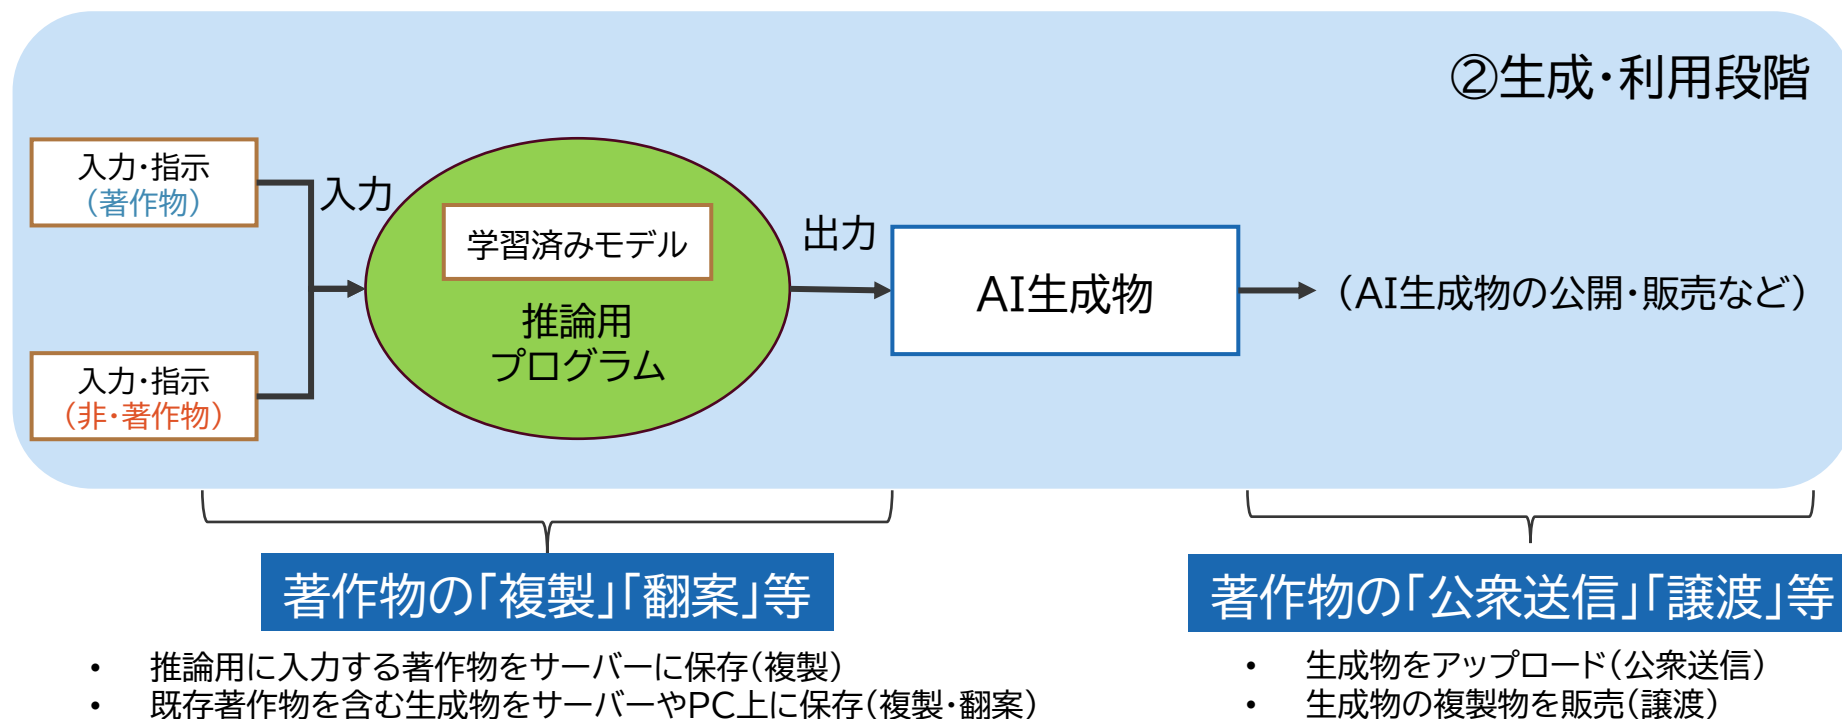 ②生成・利用段階
入力・指示
（著作物）
入力
学習済みモデル
推論用
プログラム
出力
AI生成物
（AI生成物の公開・販売など）
入力・指示
（非・著作物）
著作物の「複製」「翻案」等
• 推論用に入力する著作物をサーバーに保存（複製）
• 既存著作物を含む生成物をサーバーやPC上に保存（複製・翻案）
著作物の「公衆送信」「譲渡」等
• 生成物をアップロード（公衆送信）
• 生成物の複製物を販売（譲渡）